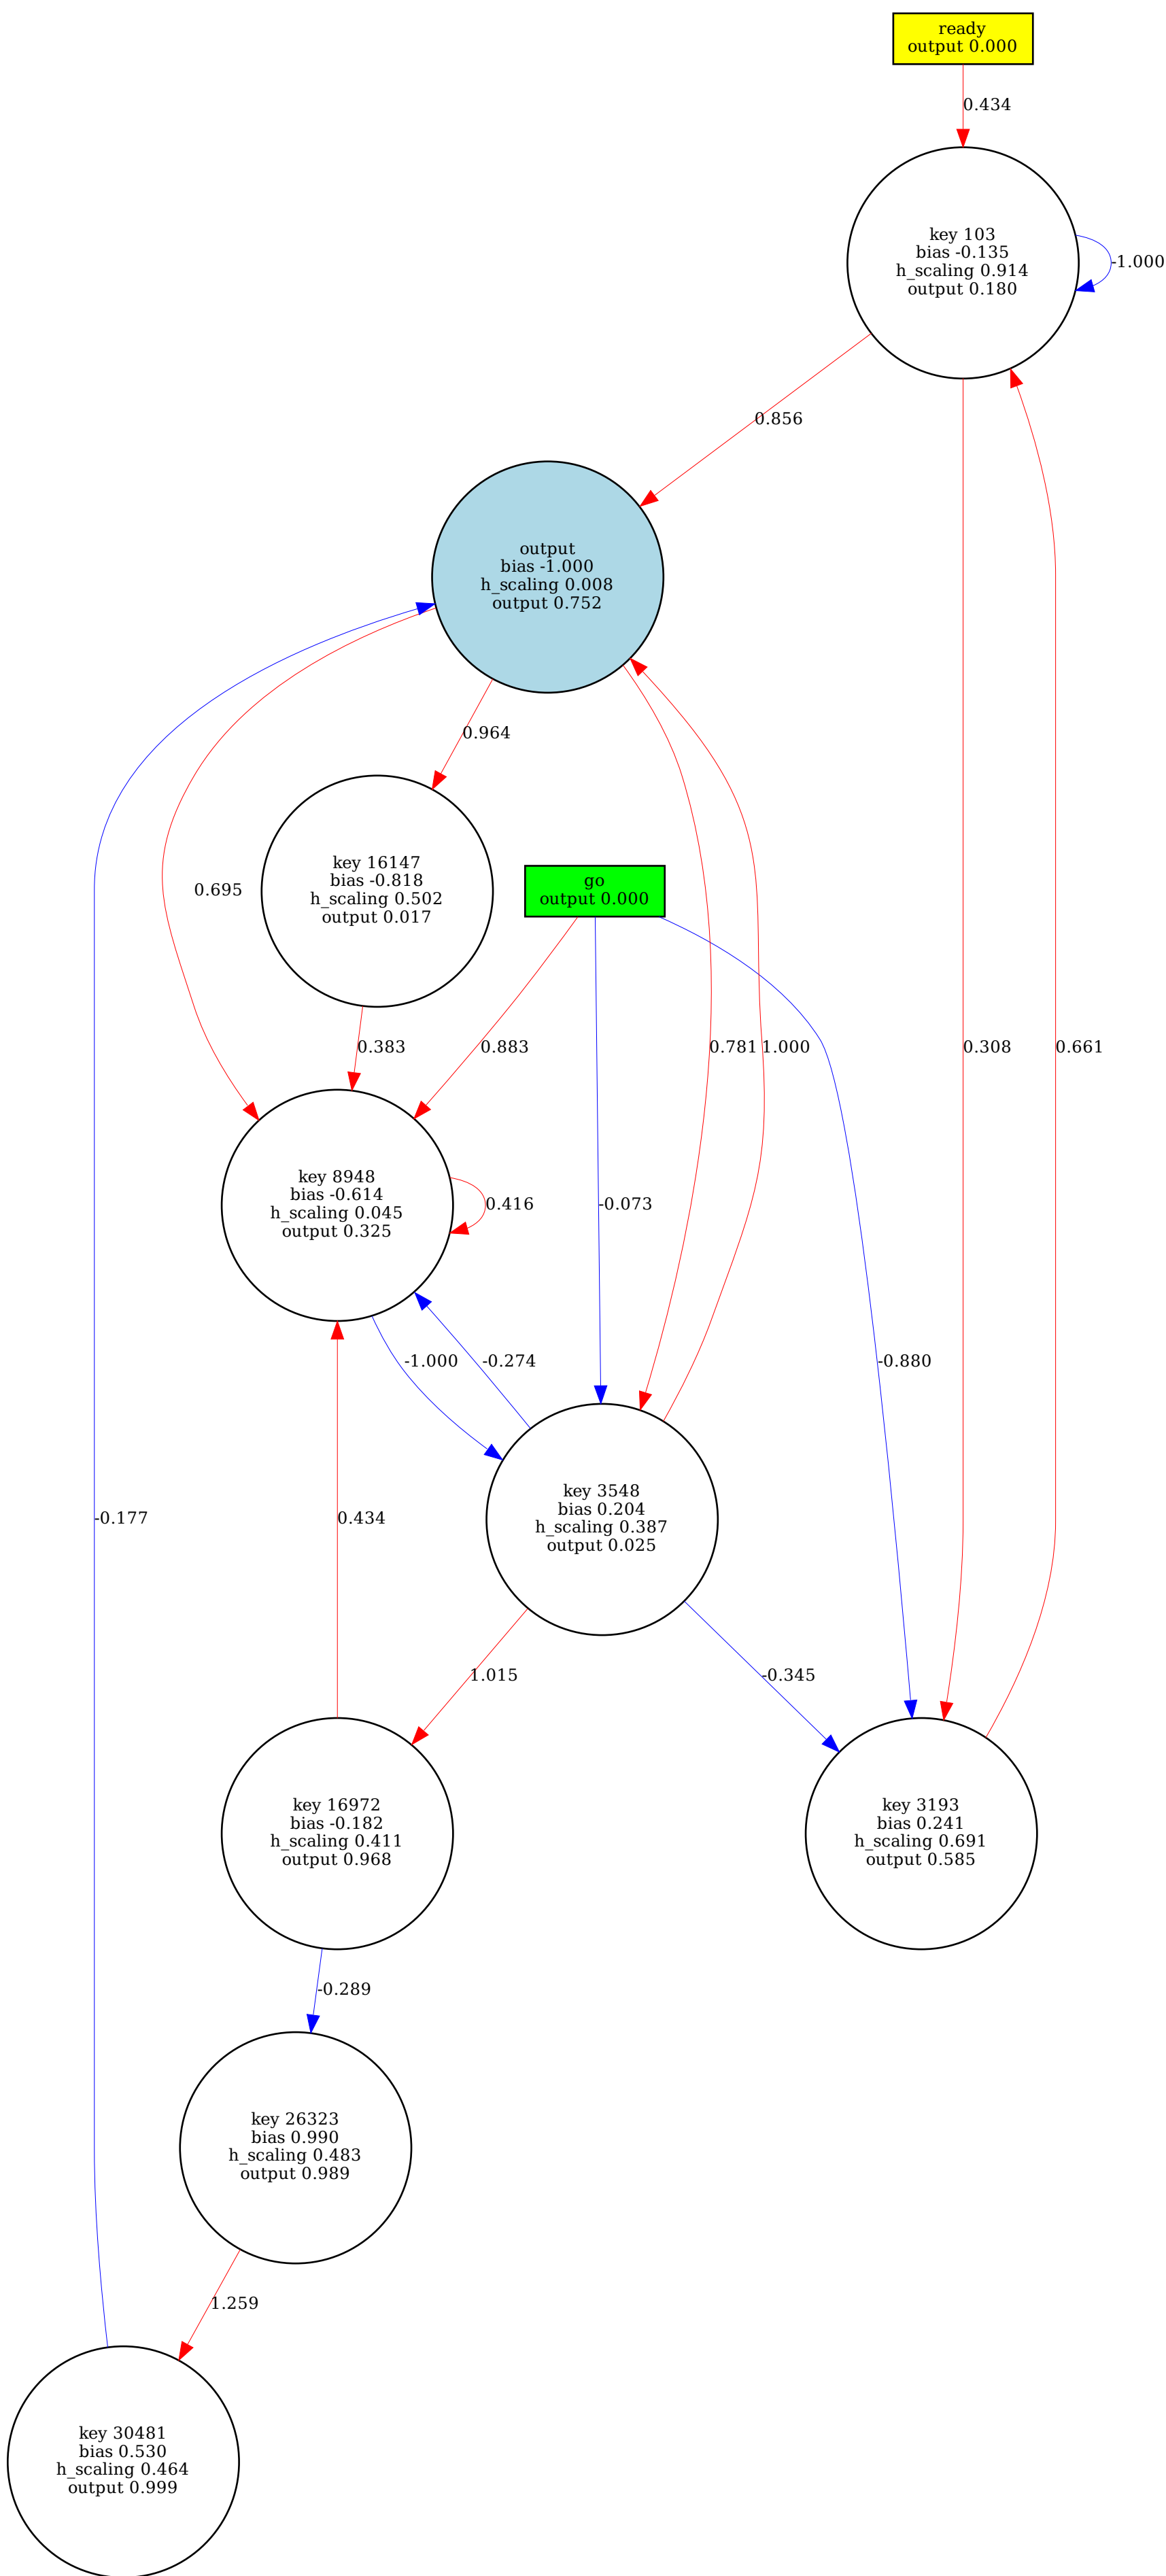 ready
output 0.000
0.434
key 103
bias -0.135
h_scaling 0.914
output 0.180
-1.000
0.856
output
bias -1.000
h_scaling 0.008
output 0.752
0.964
key 16147
bias -0.818
h_scaling 0.502
output 0.017
go
output 0.000
0.695
0.383
0.883
0.781
1.000
0.308
0.661
key 8948
bias -0.614
h_scaling 0.045
output 0.325
0.416
-0.073
-1.000
-0.274
-0.880
key 3548
bias 0.204
h_scaling 0.387
output 0.025
-0.177
0.434
1.015
-0.345
key 16972
bias -0.182
h_scaling 0.411
output 0.968
key 3193
bias 0.241
h_scaling 0.691
output 0.585
-0.289
key 26323
bias 0.990
h_scaling 0.483
output 0.989
1.259
key 30481
bias 0.530
h_scaling 0.464
output 0.999